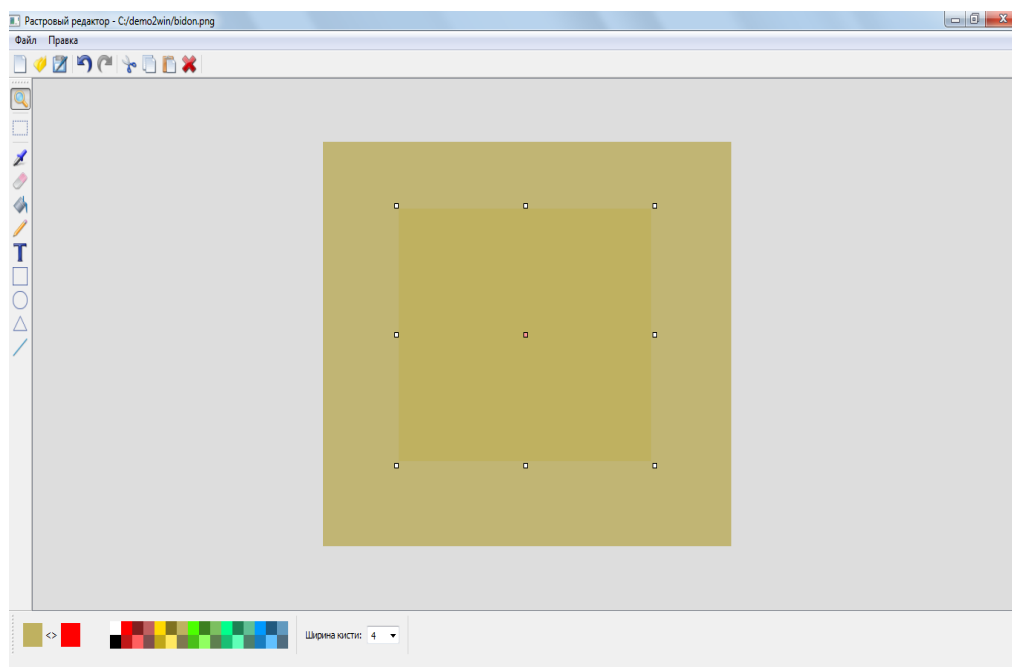 Растровый редактор - C:/demo2win/bidon.png
Файл Правка
T
Ширина кисти: 4